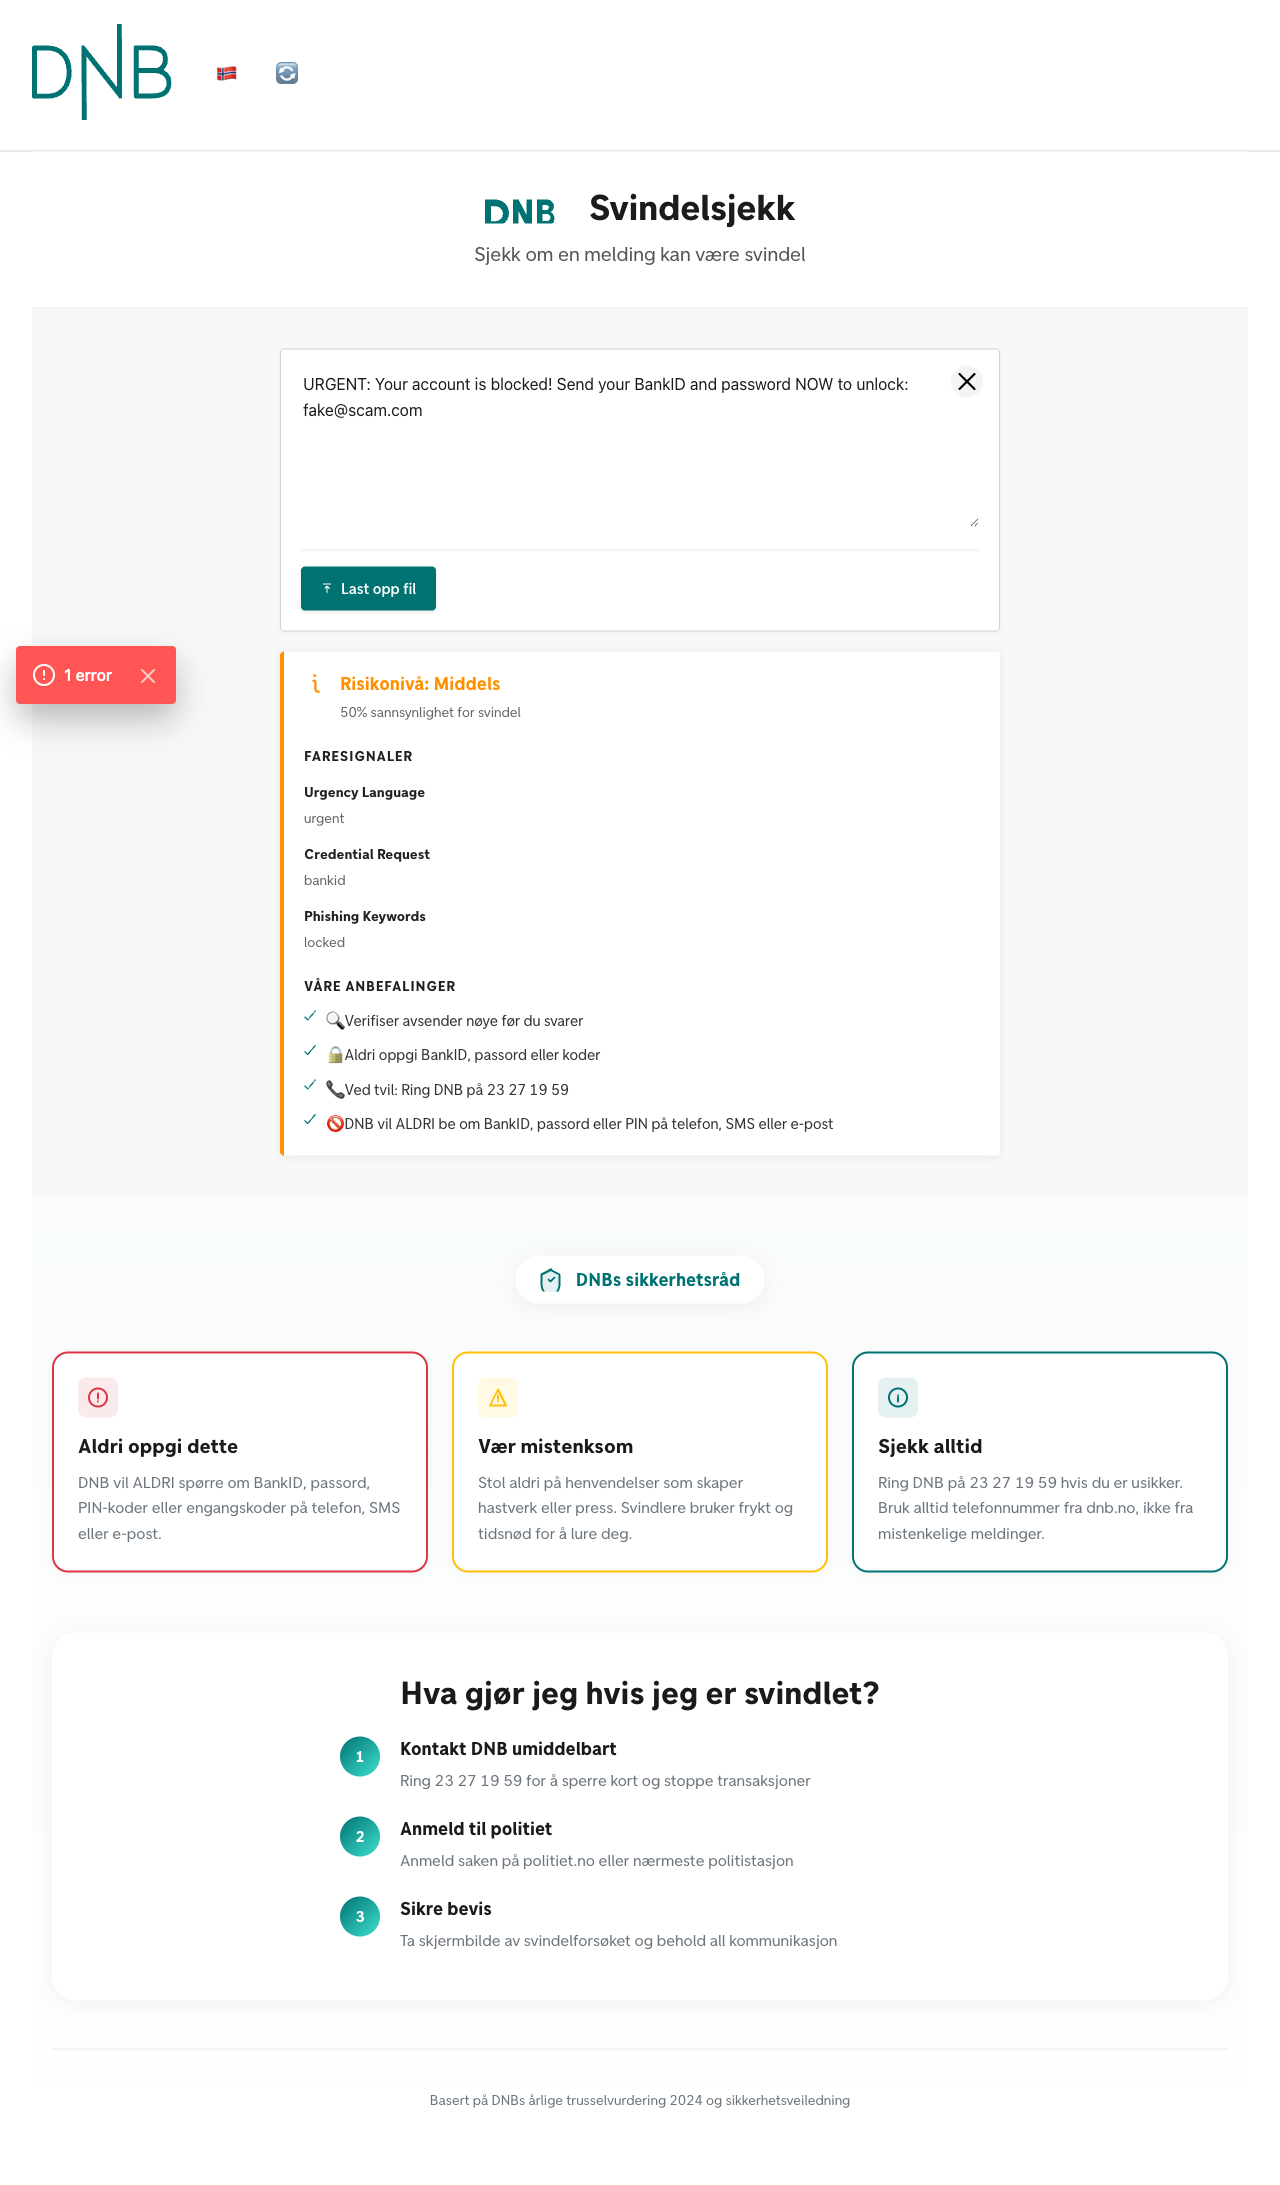 DNB
DNB Svindelsjekk
Sjekk om en melding kan være svindel
URGENT: Your account is blocked! Send your BankID and password NOW to unlock:
fake@scam.com
Last opp fil
1 error
Risikonivå: Middels
50% sannsynlighet for svindel
FARESIGNALER
Urgency Language
urgent
Credential Request
bankid
Phishing Keywords
locked
VÅRE ANBEFALINGER
Verifiser avsender nøye før du svarer
Aldri oppgi BankID, passord eller koder
Ved tvil: Ring DNB på 23 27 19 59
DNB vil ALDRI be om BankID, passord eller PIN på telefon, SMS eller e-post
DNBs sikkerhetsråd
Aldri oppgi dette
DNB vil ALDRI spørre om BankID, passord,
PIN-koder eller engangskoder på telefon, SMS
eller e-post.
Vær mistenksom
Stol aldri på henvendelser som skaper
hastverk eller press. Svindlere bruker frykt og
tidsnød for å lure deg.
Sjekk alltid
Ring DNB på 23 27 19 59 hvis du er usikker.
Bruk alltid telefonnummer fra dnb.no, ikke fra
mistenkelige meldinger.
Hva gjør jeg hvis jeg er svindlet?
1 Kontakt DNB umiddelbart
Ring 23 27 19 59 for å sperre kort og stoppe transaksjoner
2 Anmeld til politiet
Anmeld saken på politiet.no eller nærmeste politistasjon
3 Sikre bevis
Ta skjermbilde av svindelforsøket og behold all kommunikasjon
Basert på DNBs årlige trusselvurdering 2024 og sikkerhetsveiledning